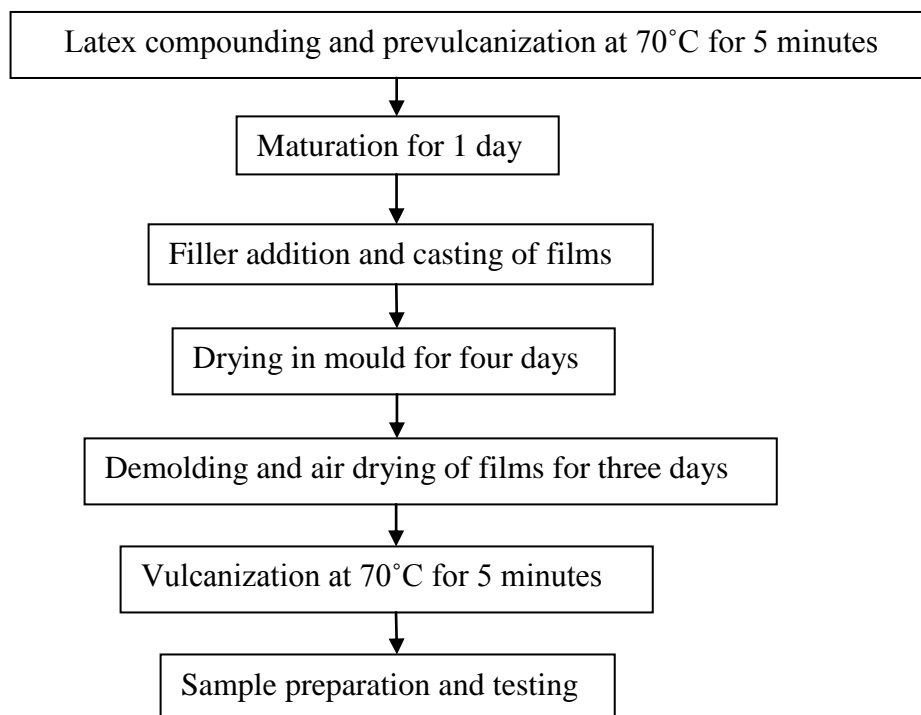 Latex compounding and prevulcanization at 70˚C for 5 minutes
Maturation for 1 day
Filler addition and casting of films
Drying in mould for four days
Demolding and air drying of films for three days
Vulcanization at 70˚C for 5 minutes
Sample preparation and testing